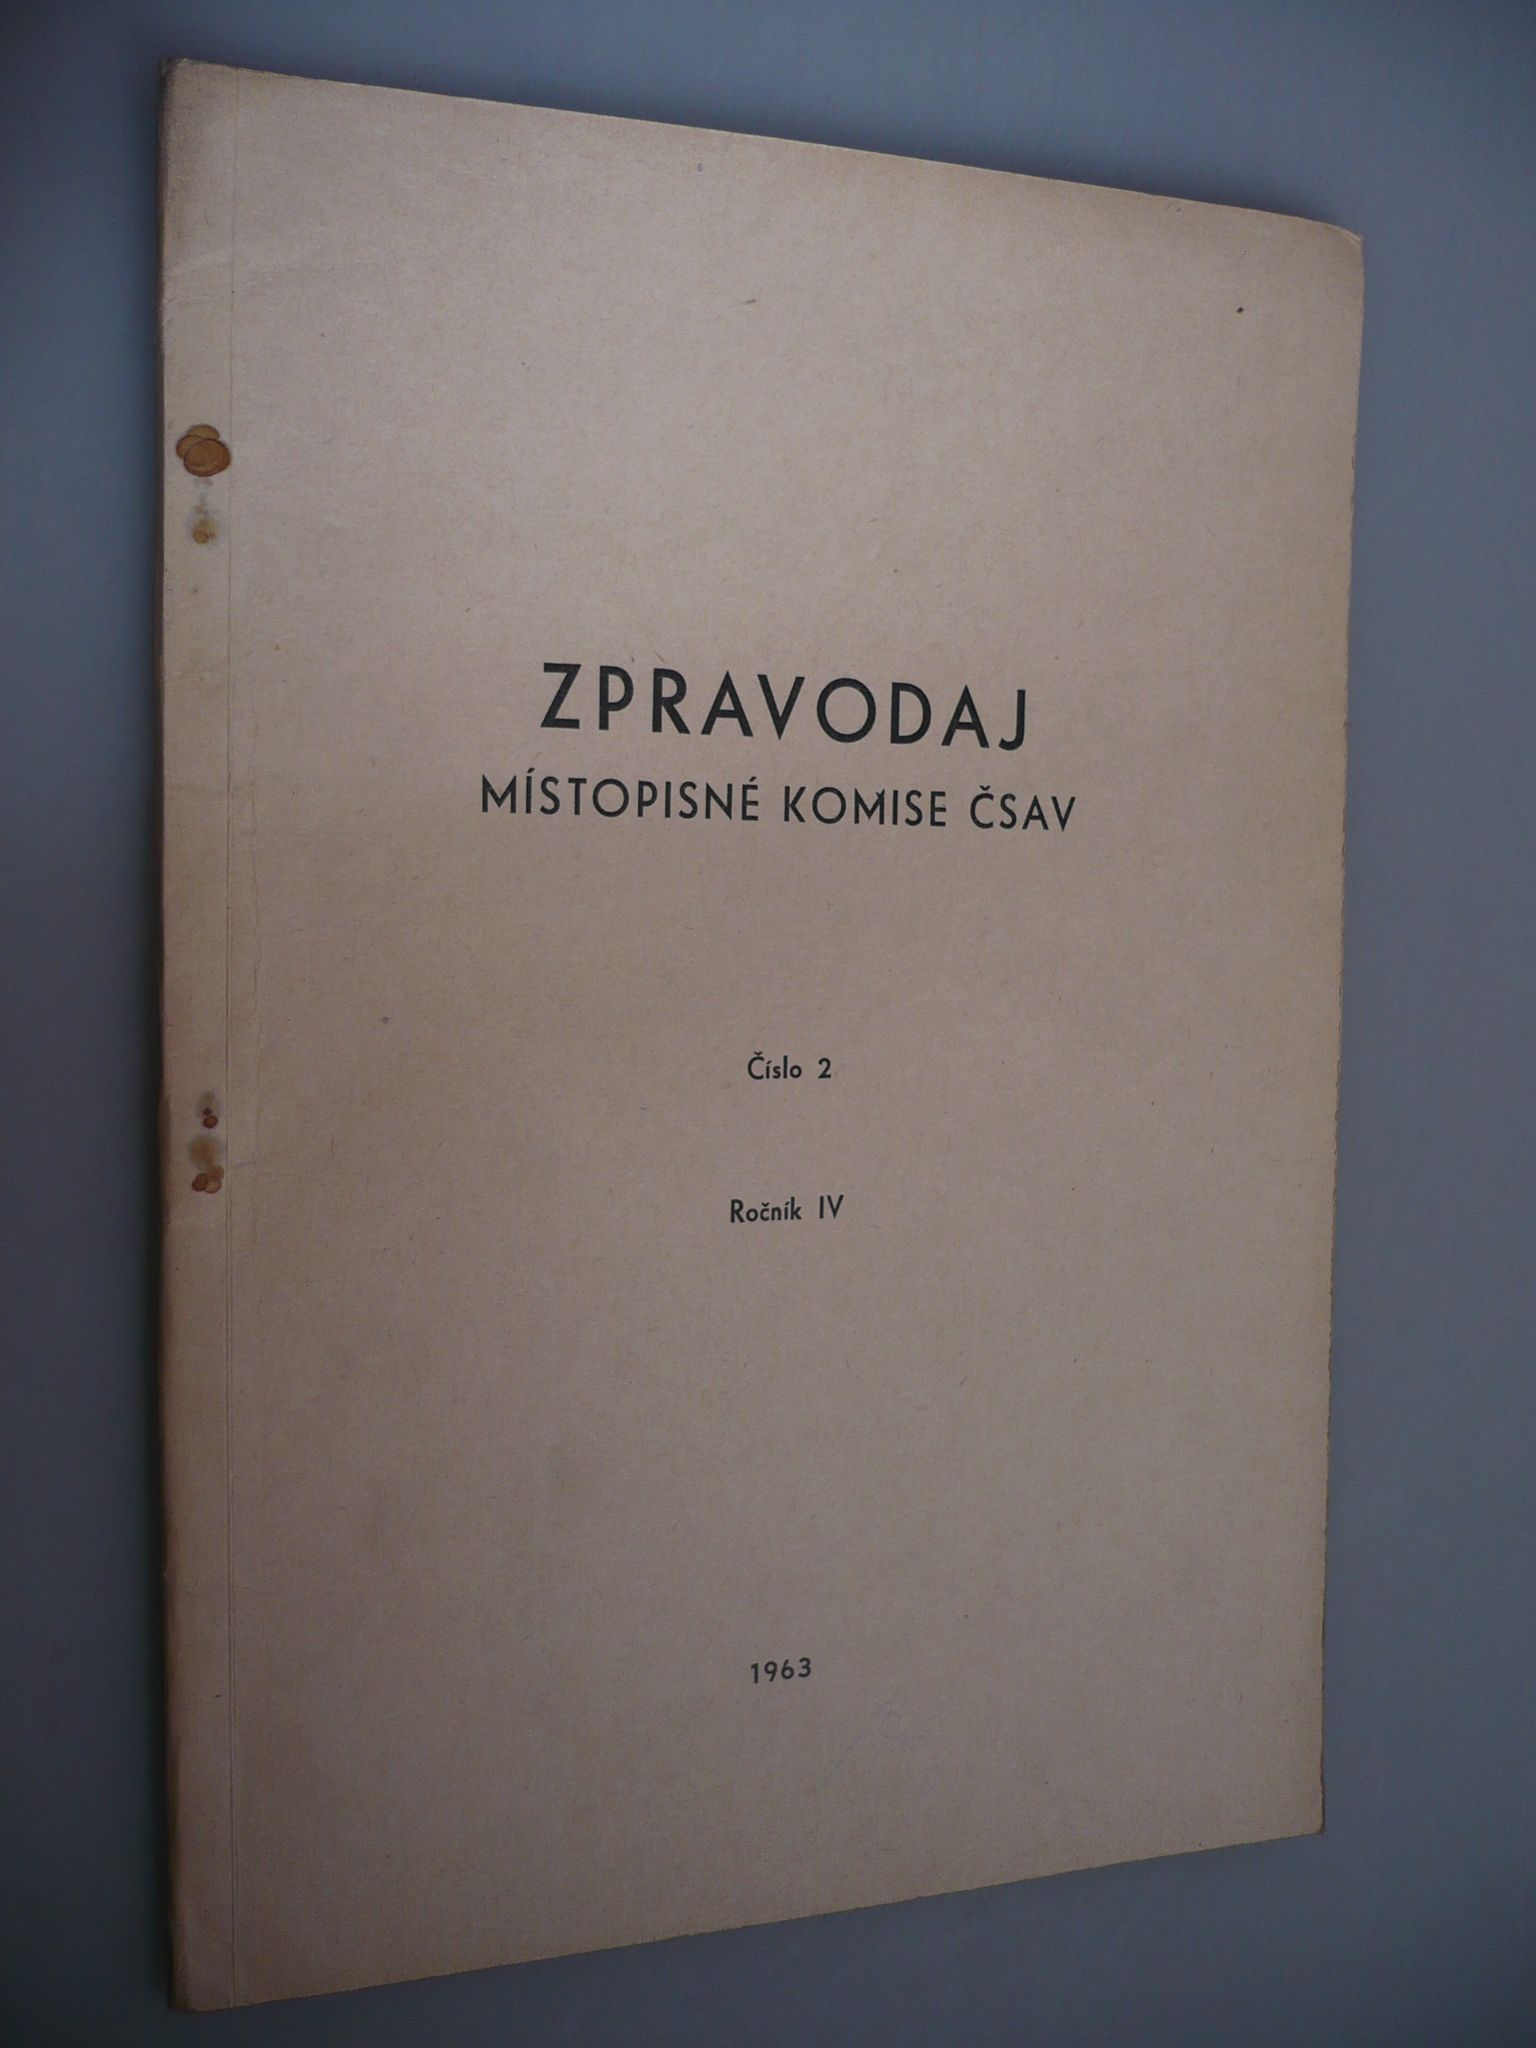 ZPRAVODAJ
MÍSTOPISNÉ KOMISE ČSAV
Číslo 2
Ročník IV
1963